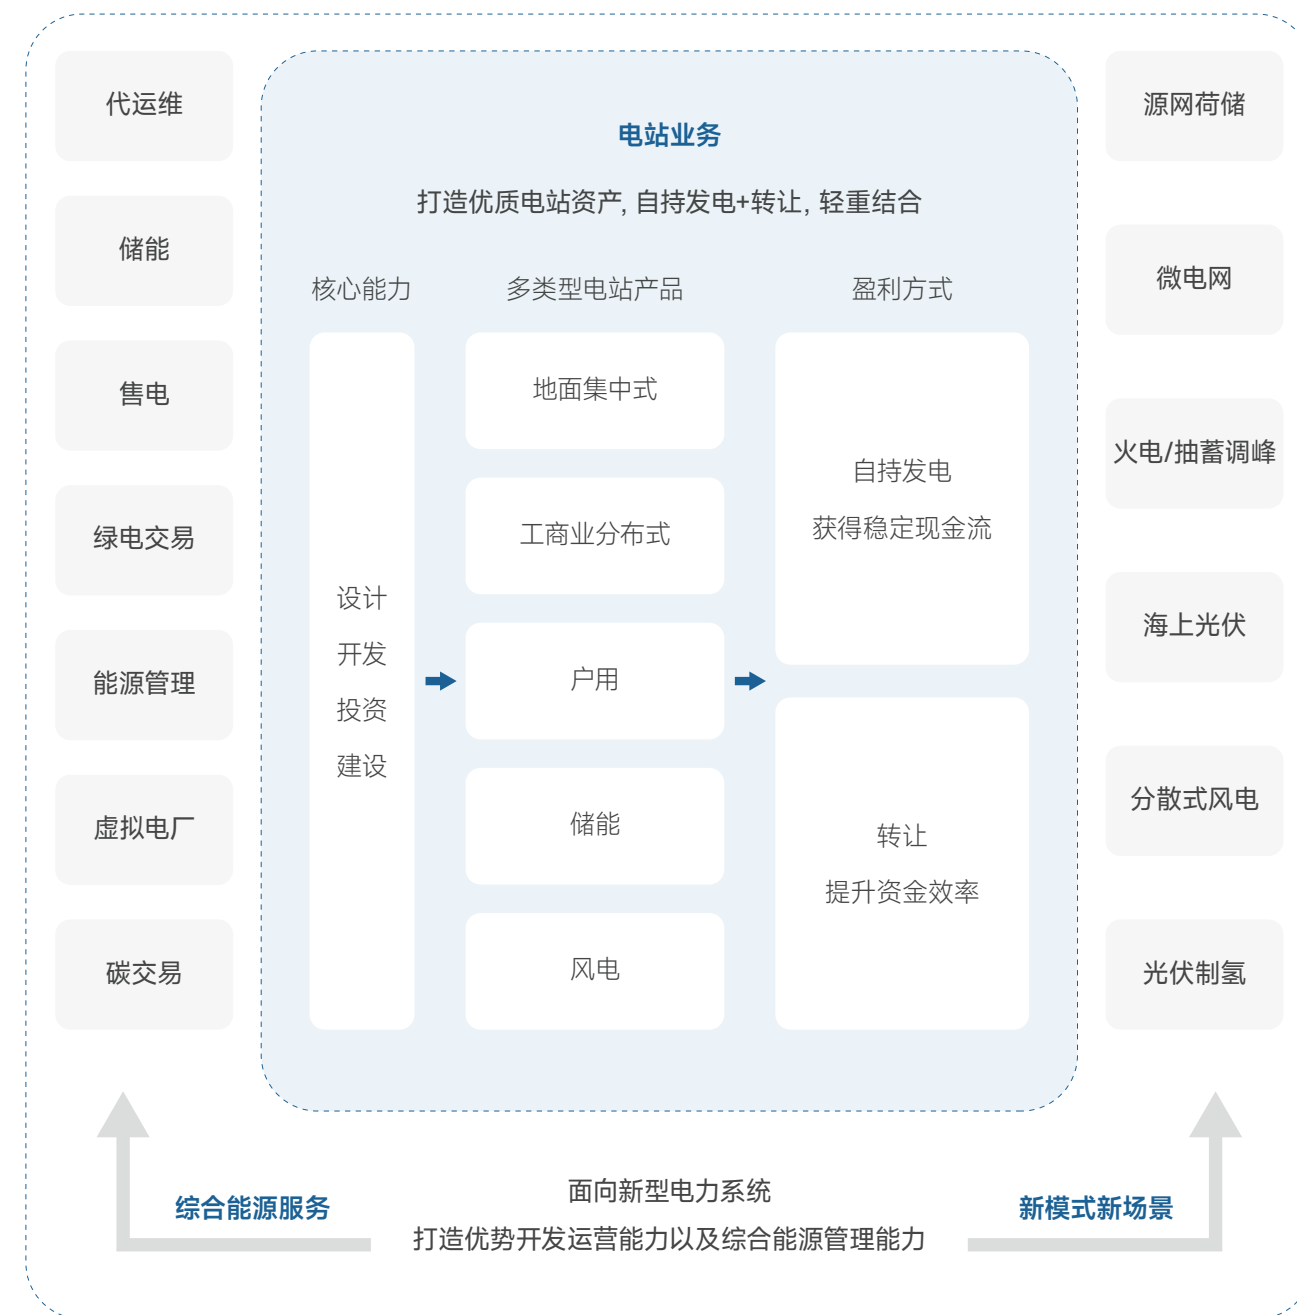 代运维
储能
售电
绿电交易
能源管理
虚拟电厂
碳交易
电站业务
打造优质电站资产, 自持发电+转让, 轻重结合
核心能力
设计
开发
投资
建设
多类型电站产品
地面集中式
工商业分布式
户用
储能
风电
盈利方式
自持发电
获得稳定现金流
转让
提升资金效率
源网荷储
微电网
火电/抽蓄调峰
海上光伏
分散式风电
光伏制氢
综合能源服务
面向新型电力系统
打造优势开发运营能力以及综合能源管理能力
新模式新场景